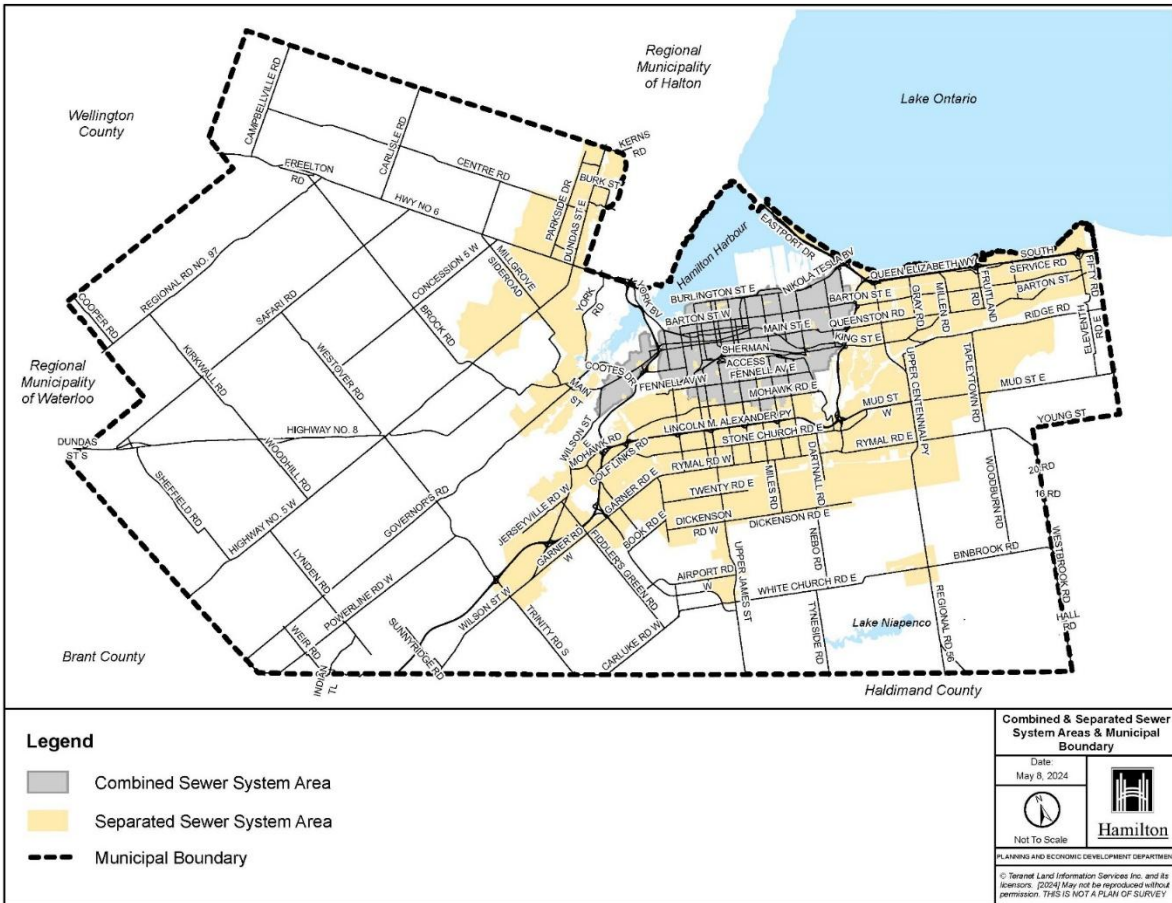 Regional
Municipality
of Halton
Lake Ontario
Wellington
County
CAMPBELLVILLE RD
CARLISLE RD
KERNS
RD
FREELTON
RD
CENTRE RD
BURK ST
HWY NO 6
PARKSIDE DR
DUNDAS ST E
EASTPORT DR
Hamilton Harbour
NIKOLA TESLA BV
QUEEN ELIZABETH WY
SOUTH
SERVICE RD
FIFTY RD
REGIONAL RD NO. 97
CONCESSION 5 W
MILLGROVE
SIDEROAD
COOPER RD
SAFARI RD
BROCK RD
YORK
RD
YORK BV
BURLINGTON ST E
BARTON ST W
BARTON ST E
BARTON ST
FRUITLAND
RD
MAIN ST E
QUEENSTON RD
GRAY RD
MILLEN RD
RIDGE RD
ELEVENTH
RD E
SHERMAN
ACCESS
KING ST E
Regional
Municipality
of Waterloo
KIRKWALL RD
WESTOVER RD
COOTES DR
FENNELL AV W
FENNELL AV E
MAIN
ST
MOHAWK RD E
UPPER CENTENNIAL PY
TAPLEYTOWN RD
MUD ST E
MUD ST
W
HIGHWAY NO. 8
WILSON ST
E
MOHAWK RD
LINCOLN M. ALEXANDER PY
STONE CHURCH RD E
YOUNG ST
DUNDAS
ST S
WOODHILL RD
GOLF LINKS RD
RYMAL RD W
RYMAL RD E
SHEFFIELD RD
GOVERNOR'S RD
JERSEYVILLE RD W
GARNER RD E
TWENTY RD E
MILES RD
DARTNALL RD
WOODBURN RD
20 RD
16 RD
HIGHWAY NO. 5 W
DICKENSON
RD W
DICKENSON RD E
BOOK RD E
GARNER RD
W
FIDDLER'S GREEN RD
NEBO RD
BINBROOK RD
WESTBROOK RD
LYNDEN RD
POWERLINE RD W
AIRPORT RD
W
WHITE CHURCH RD E
UPPER JAMES ST
WILSON ST W
TRINITY RD S
CARLUKE RD W
TYNESIDE RD
Lake Niapenco
REGIONAL RD 56
HALL
RD
WEIR RD
SUNNYRIDGE RD
INDIAN
TL
Brant County
Haldimand County
Legend
Combined Sewer System Area
Separated Sewer System Area
Municipal Boundary
Combined & Separated Sewer
System Areas & Municipal
Boundary
Date:
May 8, 2024
N
Not To Scale
Hamilton
PLANNING AND ECONOMIC DEVELOPMENT DEPARTMEN
© Teranet Land Information Services Inc. and its
licensors. [2024] May not be reproduced without
permission. THIS IS NOT A PLAN OF SURVEY